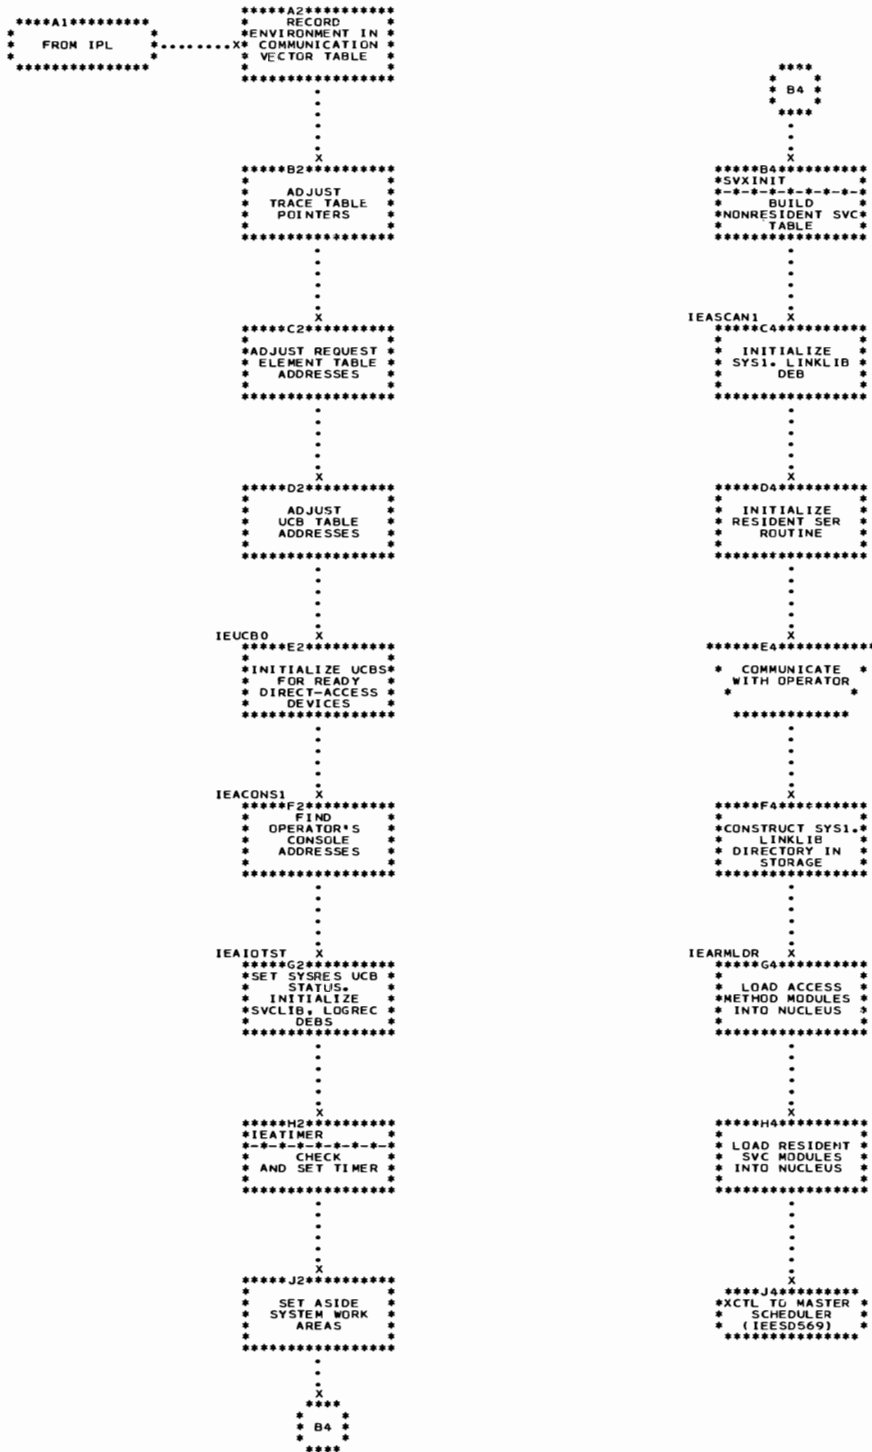 A1
FROM IPL
A2
RECORD
ENVIRONMENT IN
COMMUNICATION
VECTOR TABLE
B2
ADJUST
TRACE TABLE
POINTERS
C2
ADJUST REQUEST
ELEMENT TABLE
ADDRESSES
D2
ADJUST
UCB TABLE
ADDRESSES
IEUCB0
E2
INITIALIZE UCBS
FOR READY
DIRECT-ACCESS
DEVICES
IEACONS1
F2
FIND
OPERATOR'S
CONSOLE
ADDRESSES
IEAIOTST
G2
SET SYSRES UCB
STATUS.
INITIALIZE
SVCLIB, LOGREC
DEBS
H2
IEATIMER
CHECK
AND SET TIMER
J2
SET ASIDE
SYSTEM WORK
AREAS
B4
B4
B4
SVXINIT
BUILD
NONRESIDENT SVC
TABLE
IEASCAN1
C4
INITIALIZE
SYS1. LINKLIB
DEB
D4
INITIALIZE
RESIDENT SER
ROUTINE
E4
COMMUNICATE
WITH OPERATOR
F4
CONSTRUCT SYS1.
LINKLIB
DIRECTORY IN
STORAGE
IEARMLDR
G4
LOAD ACCESS
METHOD MODULES
INTO NUCLEUS
H4
LOAD RESIDENT
SVC MODULES
INTO NUCLEUS
J4
XCTL TO MASTER
SCHEDULER
(IEESD569)